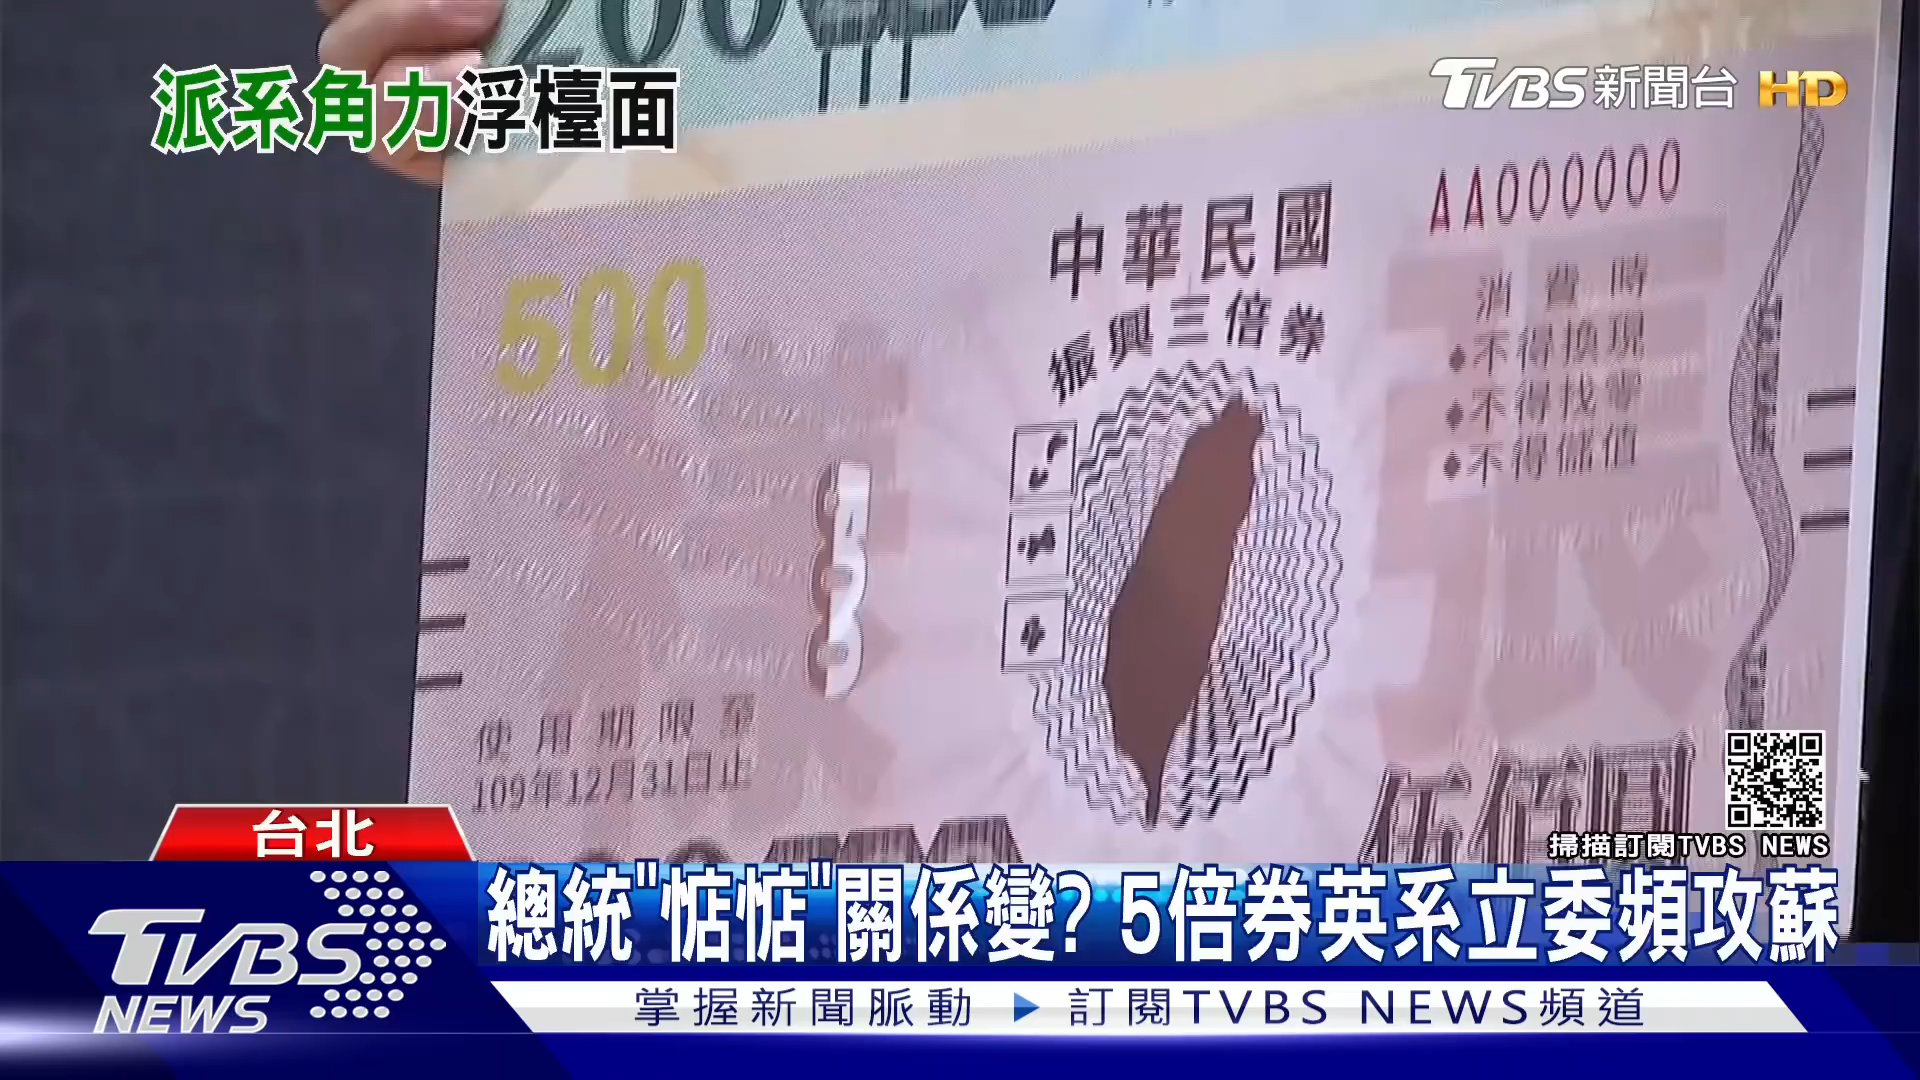 200
派系角力浮檯面
TVBS新聞台 HD
AA000000
中華民國
振興三倍券
500
消費時
◆不得換現
◆不得找零
◆不得儲值
使用期限至
109年12月31日止
伍佰圓
掃描訂閱TVBS NEWS
台北
總統"惦惦"關係變? 5倍券英系立委頻攻蘇
TVBS NEWS
掌握新聞脈動 ▶ 訂閱TVBS NEWS頻道